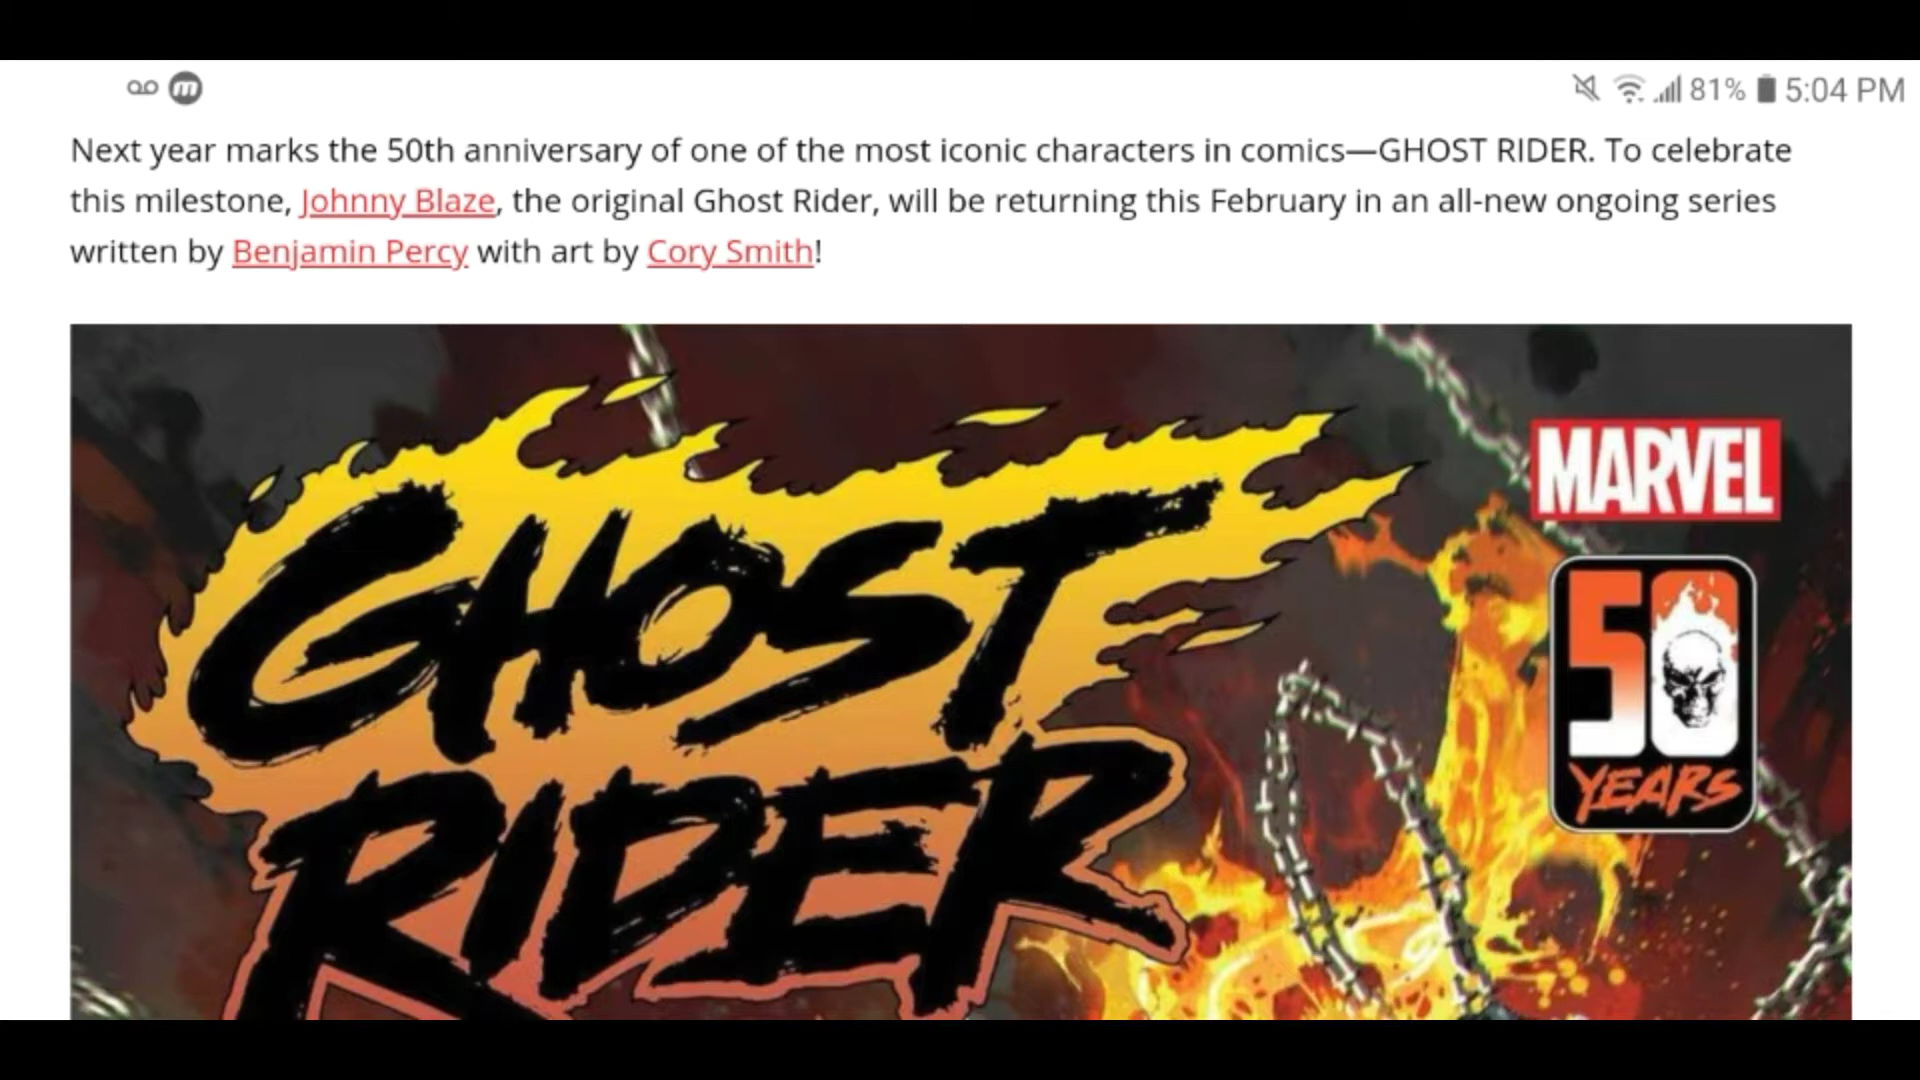 81% 5:04 PM
Next year marks the 50th anniversary of one of the most iconic characters in comics—GHOST RIDER. To celebrate
this milestone, Johnny Blaze, the original Ghost Rider, will be returning this February in an all-new ongoing series
written by Benjamin Percy with art by Cory Smith!
GHOST
RIDER
MARVEL
50
YEARS